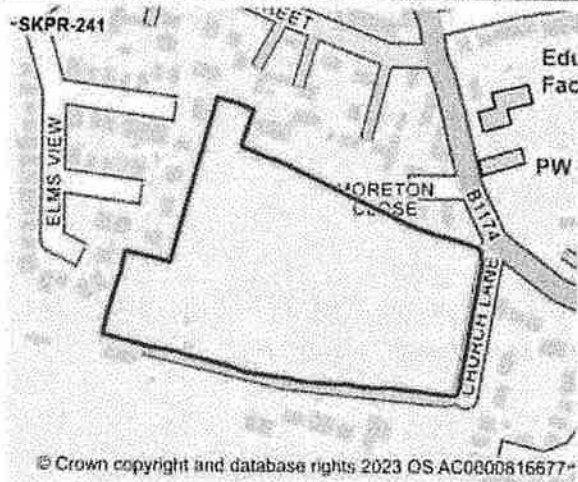 SKPR-241
REET
Edu
Fac
ELMS VIEW
MORETON
CLOSE
PW
B1174
CHURCH LANE
© Crown copyright and database rights 2023 OS AC0000816677